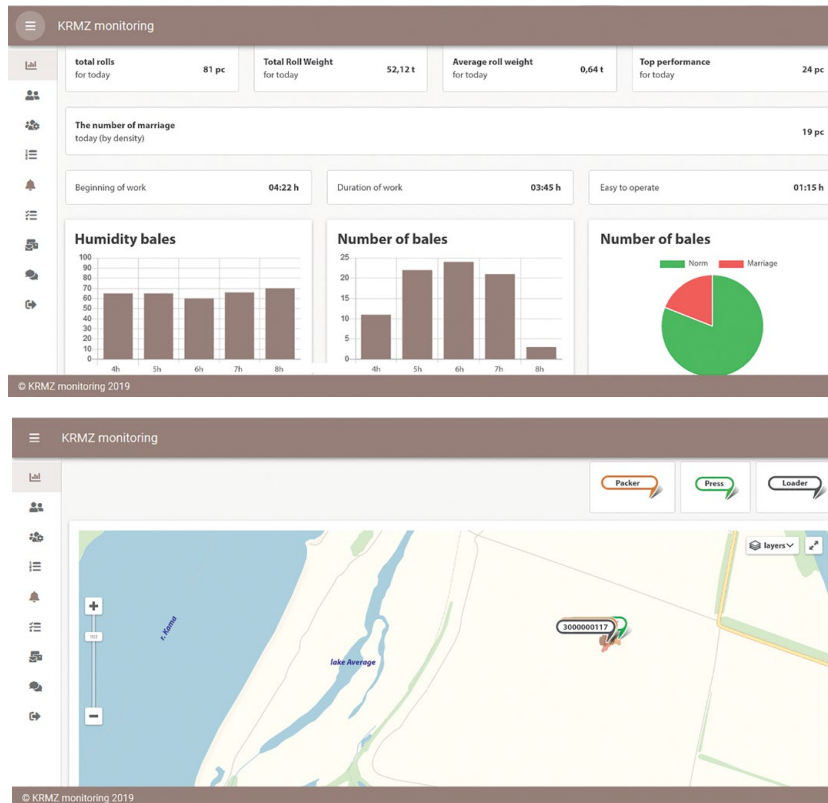 KRMZ monitoring
total rolls
for today
81 pc
Total Roll Weight
for today
52,12 t
Average roll weight
for today
0,64 t
Top performance
for today
24 pc
The number of marriage
today (by density)
19 pc
Beginning of work
04:22 h
Duration of work
03:45 h
Easy to operate
01:15 h
Humidity bales
100
90
80
70
60
50
40
30
20
10
0
4h 5h 6h 7h 8h
Number of bales
25
20
15
10
5
0
4h 5h 6h 7h 8h
Number of bales
Norm Marriage
© KRMZ monitoring 2019
KRMZ monitoring
Packer
Press
Loader
layers
r. Kama
lake Average
3000000117
© KRMZ monitoring 2019